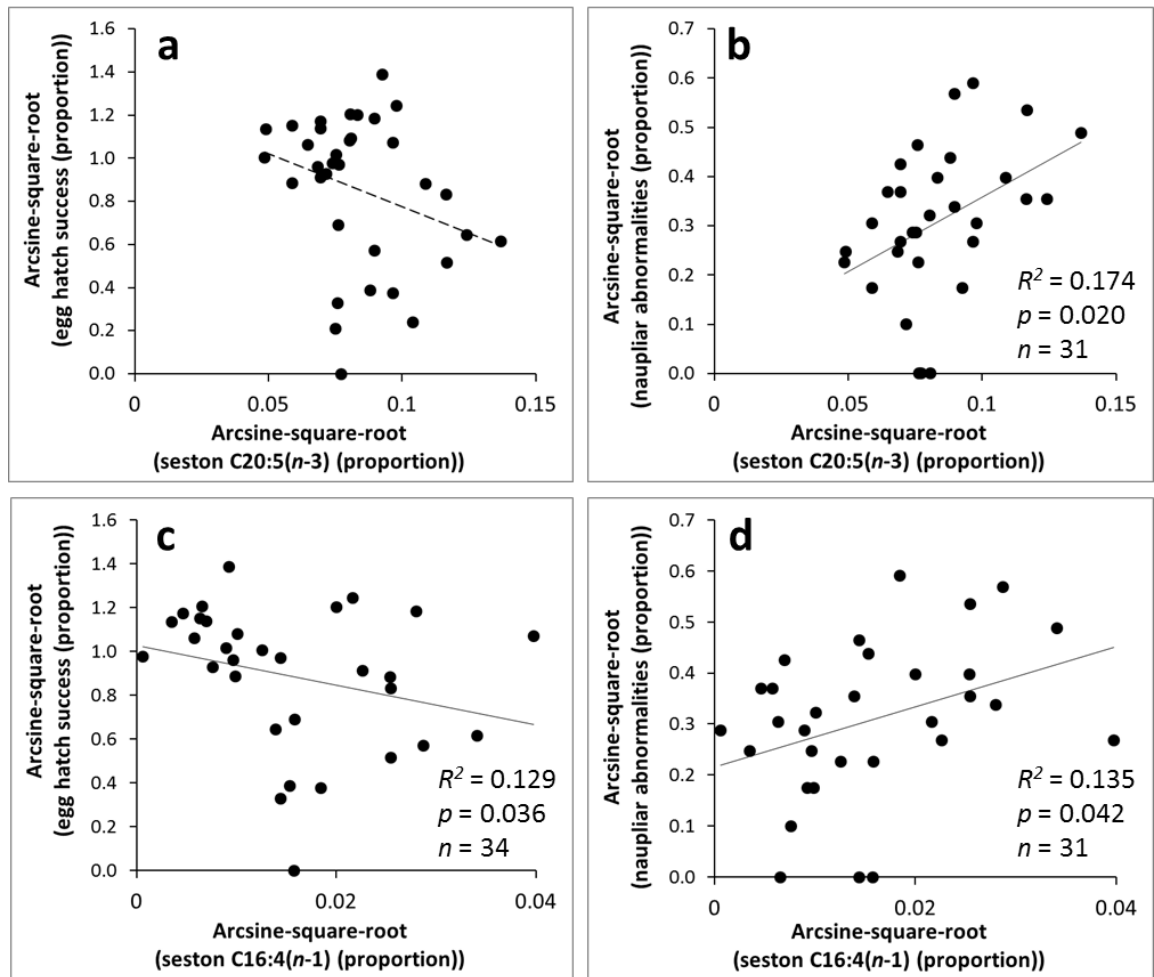 a
Arcsine-square-root
(egg hatch success (proportion))
1.6
1.4
1.2
1.0
0.8
0.6
0.4
0.2
0.0
0
0.05
0.1
0.15
Arcsine-square-root
(seston C20:5(n-3) (proportion))
b
Arcsine-square-root
(naupliar abnormalities (proportion))
0.7
0.6
0.5
0.4
0.3
0.2
0.1
0.0
R² = 0.174
p = 0.020
n = 31
0
0.05
0.1
0.15
Arcsine-square-root
(seston C20:5(n-3) (proportion))
c
Arcsine-square-root
(egg hatch success (proportion))
1.6
1.4
1.2
1.0
0.8
0.6
0.4
0.2
0.0
R² = 0.129
p = 0.036
n = 34
0
0.02
0.04
Arcsine-square-root
(seston C16:4(n-1) (proportion))
d
Arcsine-square-root
(naupliar abnormalities (proportion))
0.7
0.6
0.5
0.4
0.3
0.2
0.1
0.0
R² = 0.135
p = 0.042
n = 31
0
0.02
0.04
Arcsine-square-root
(seston C16:4(n-1) (proportion))